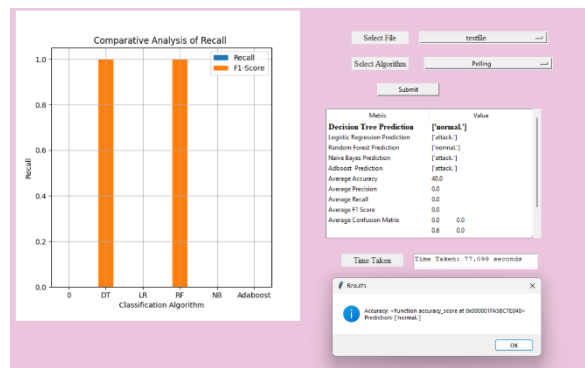 Comparative Analysis of Recall
Recall
F1-Score
Recall
1.0
0.8
0.6
0.4
0.2
0.0
0 DT LR RF NB Adaboost
Classification Algorithm
Select File testfile
Select Algorithm Polling
Submit
Metric Value
Decision Tree Prediction ['normal.']
Logistic Regression Prediction ['attack.']
Random Forest Prediction ['normal.']
Naive Bayes Prediction ['attack.']
Adboost Prediction ['attack.']
Average Accuracy 40.0
Average Precision 0.0
Average Recall 0.0
Average F1 Score 0.0
Average Confusion Matrix 0.0 0.0
0.6 0.0
Time Taken Time Taken: 77.099 seconds
Results
Accuracy: <function accuracy_score at
Prediction: ['normal.']
OK